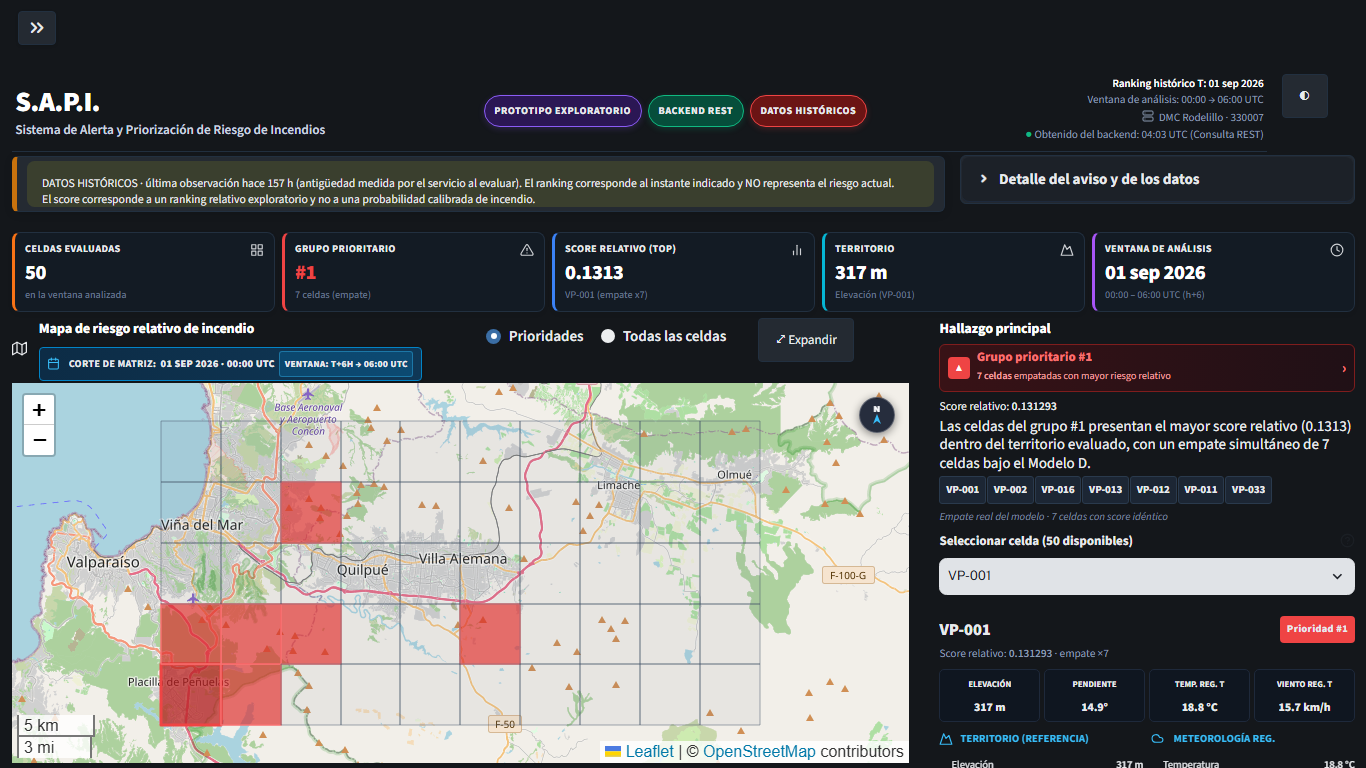 S.A.P.I.
Sistema de Alerta y Priorización de Riesgo de Incendios
PROTOTIPO EXPLORATORIO
BACKEND REST
DATOS HISTÓRICOS
Ranking histórico T: 01 sep 2026
Ventana de análisis: 00:00 → 06:00 UTC
DMC Rodelillo · 330007
Obtenido del backend: 04:03 UTC (Consulta REST)
DATOS HISTÓRICOS · última observación hace 157 h (antigüedad medida por el servicio al evaluar). El ranking corresponde al instante indicado y NO representa el riesgo actual.
El score corresponde a un ranking relativo exploratorio y no a una probabilidad calibrada de incendio.
Detalle del aviso y de los datos
CELDAS EVALUADAS
50
en la ventana analizada
GRUPO PRIORITARIO
#1
7 celdas (empate)
SCORE RELATIVO (TOP)
0.1313
VP-001 (empate x7)
TERRITORIO
317 m
Elevación (VP-001)
VENTANA DE ANÁLISIS
01 sep 2026
00:00 – 06:00 UTC (h+6)
Mapa de riesgo relativo de incendio
CORTE DE MATRIZ: 01 SEP 2026 · 00:00 UTC
VENTANA: T+6H → 06:00 UTC
Prioridades
Todas las celdas
⤢ Expandir
+
−
Base Aeronaval
y Aeropuerto
Concón
N
Olmué
Limache
Viña del Mar
Valparaíso
Villa Alemana
Quilpué
F-100-G
Placilla de Peñuelas
F-50
5 km
3 mi
Leaflet | © OpenStreetMap contributors
Hallazgo principal
Grupo prioritario #1
7 celdas empatadas con mayor riesgo relativo
Score relativo: 0.131293
Las celdas del grupo #1 presentan el mayor score relativo (0.1313)
dentro del territorio evaluado, con un empate simultáneo de 7
celdas bajo el Modelo D.
VP-001
VP-002
VP-016
VP-013
VP-012
VP-011
VP-033
Empate real del modelo · 7 celdas con score idéntico
Seleccionar celda (50 disponibles)
VP-001
VP-001
Prioridad #1
Score relativo: 0.131293 · empate ×7
ELEVACIÓN
317 m
PENDIENTE
14.9°
TEMP. REG. T
18.8 °C
VIENTO REG. T
15.7 km/h
TERRITORIO (REFERENCIA)
METEOROLOGÍA REG.
Elevación 317 m
Temperatura 18.8 °C